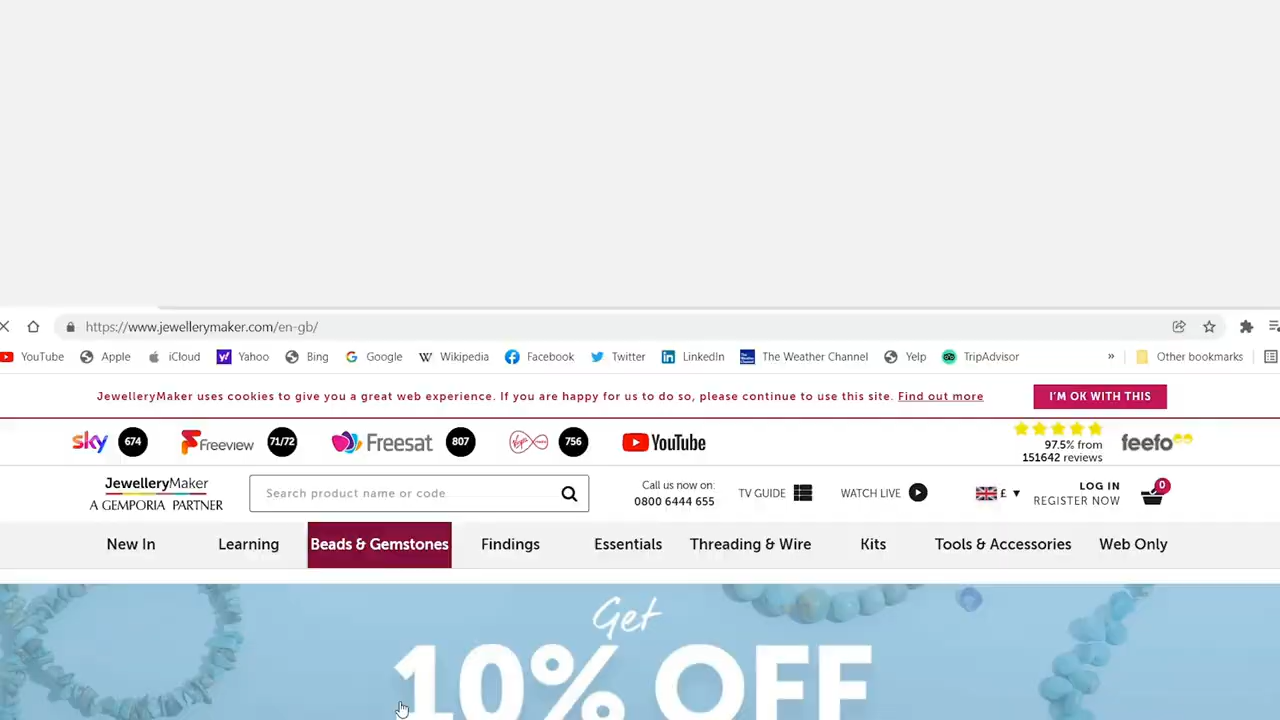 https://www.jewellerymaker.com/en-gb/
YouTube Apple iCloud Yahoo Bing Google Wikipedia Facebook Twitter LinkedIn The Weather Channel Yelp TripAdvisor » Other bookmarks
JewelleryMaker uses cookies to give you a great web experience. If you are happy for us to do so, please continue to use this site. Find out more I'M OK WITH THIS
sky 674 Freeview 71/72 Freesat 807 Virgin media 756 YouTube 97.5% from 151642 reviews feefo
JewelleryMaker
A GEMPORIA PARTNER
Search product name or code
Call us now on:
0800 6444 655
TV GUIDE
WATCH LIVE
£
LOG IN
REGISTER NOW
0
New In Learning Beads & Gemstones Findings Essentials Threading & Wire Kits Tools & Accessories Web Only
Get
10% OFF